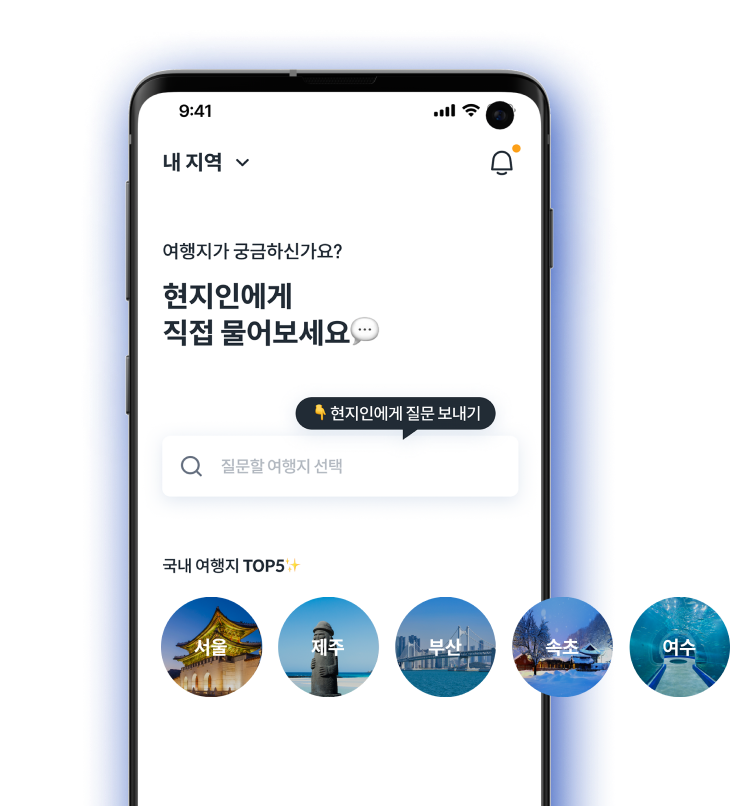 9:41
내 지역
여행지가 궁금하신가요?
현지인에게
직접 물어보세요💬
👇 현지인에게 질문 보내기
질문할 여행지 선택
국내 여행지 TOP5✨
서울 제주 부산 속초 여수